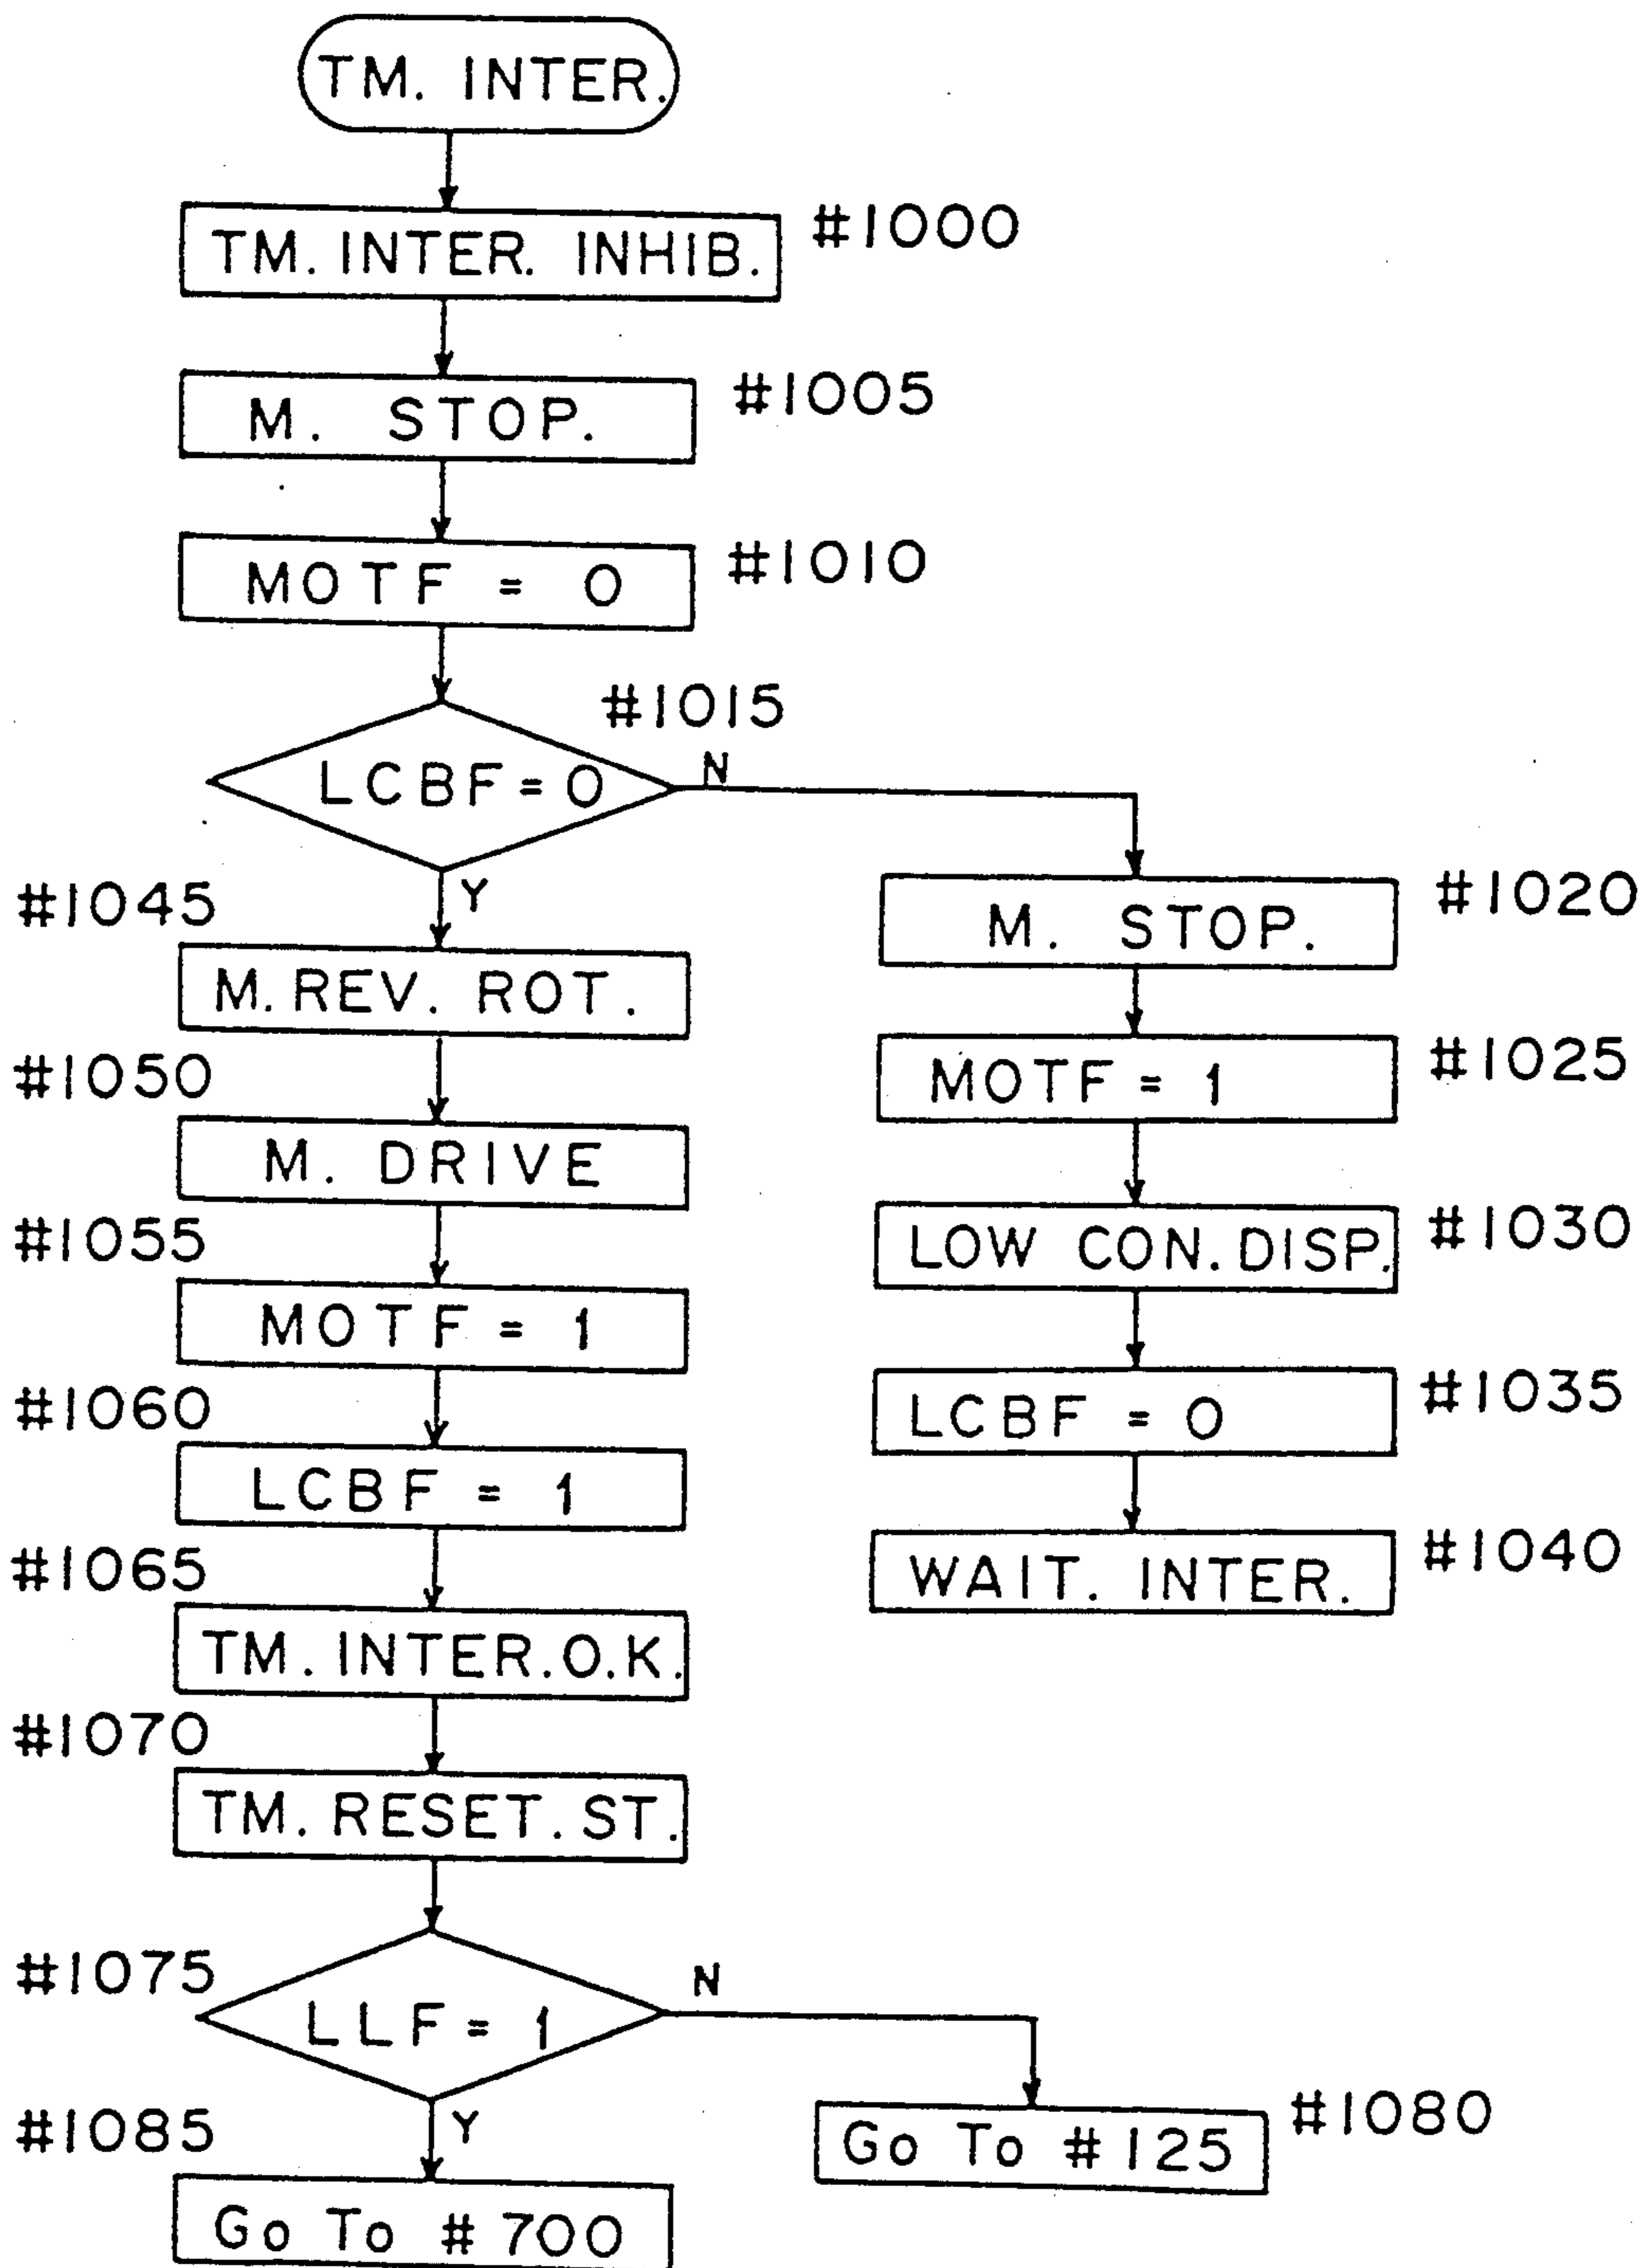 TM. INTER.
TM. INTER. INHIB. #1000
M. STOP. #1005
MOTF = 0 #1010
#1015
LCBF = 0
N
Y
#1045
M. REV. ROT.
#1050
M. DRIVE
#1055
MOTF = 1
#1060
LCBF = 1
#1065
TM. INTER. O.K.
#1070
TM. RESET. ST.
#1075
LLF = 1
N
Y
#1085
Go To # 700
M. STOP. #1020
MOTF = 1 #1025
LOW CON. DISP. #1030
LCBF = 0 #1035
WAIT. INTER. #1040
Go To # 125 #1080